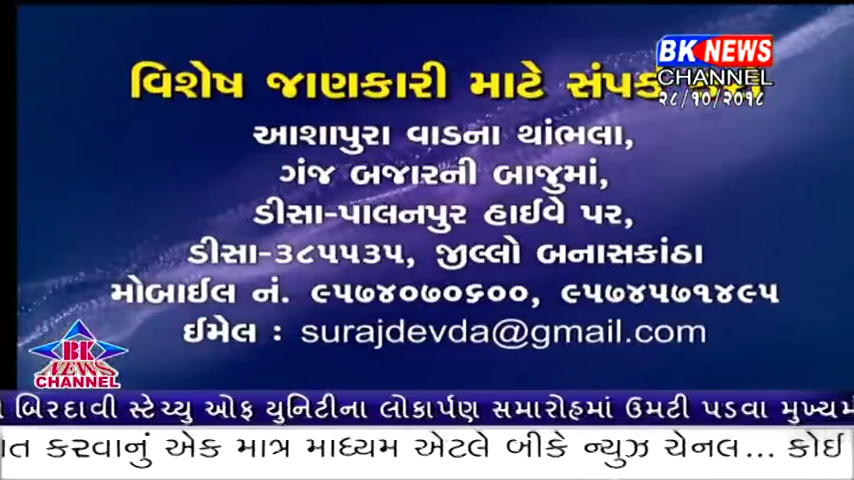 BK NEWS
CHANNEL
૨૮/૧૦/૨૦૧૮
વિશેષ જાણકારી માટે
આશાપુરા વાડના થાંભલા,
ગંજ બજારની બાજુમાં,
ડીસા-પાલનપુર હાઈવે પર,
ડીસા-૩૮૫૫૩૫, જીલ્લો બનાસકાંઠા
મોબાઈલ નં. ૯૫૭૪૦૭૦૬૦૦, ૯૫૭૪૫૭૧૪૯૫
ઈમેલ : surajdevda@gmail.com
BK
NEWS
CHANNEL
બિરદાવી સ્ટેચ્યુ ઓફ યુનિટીના લોકાર્પણ સમારોહમાં ઉમટી પડવા
કરવાનું એક માત્ર માધ્યમ એટલે બીકે ન્યુઝ ચેનલ... કોઈ